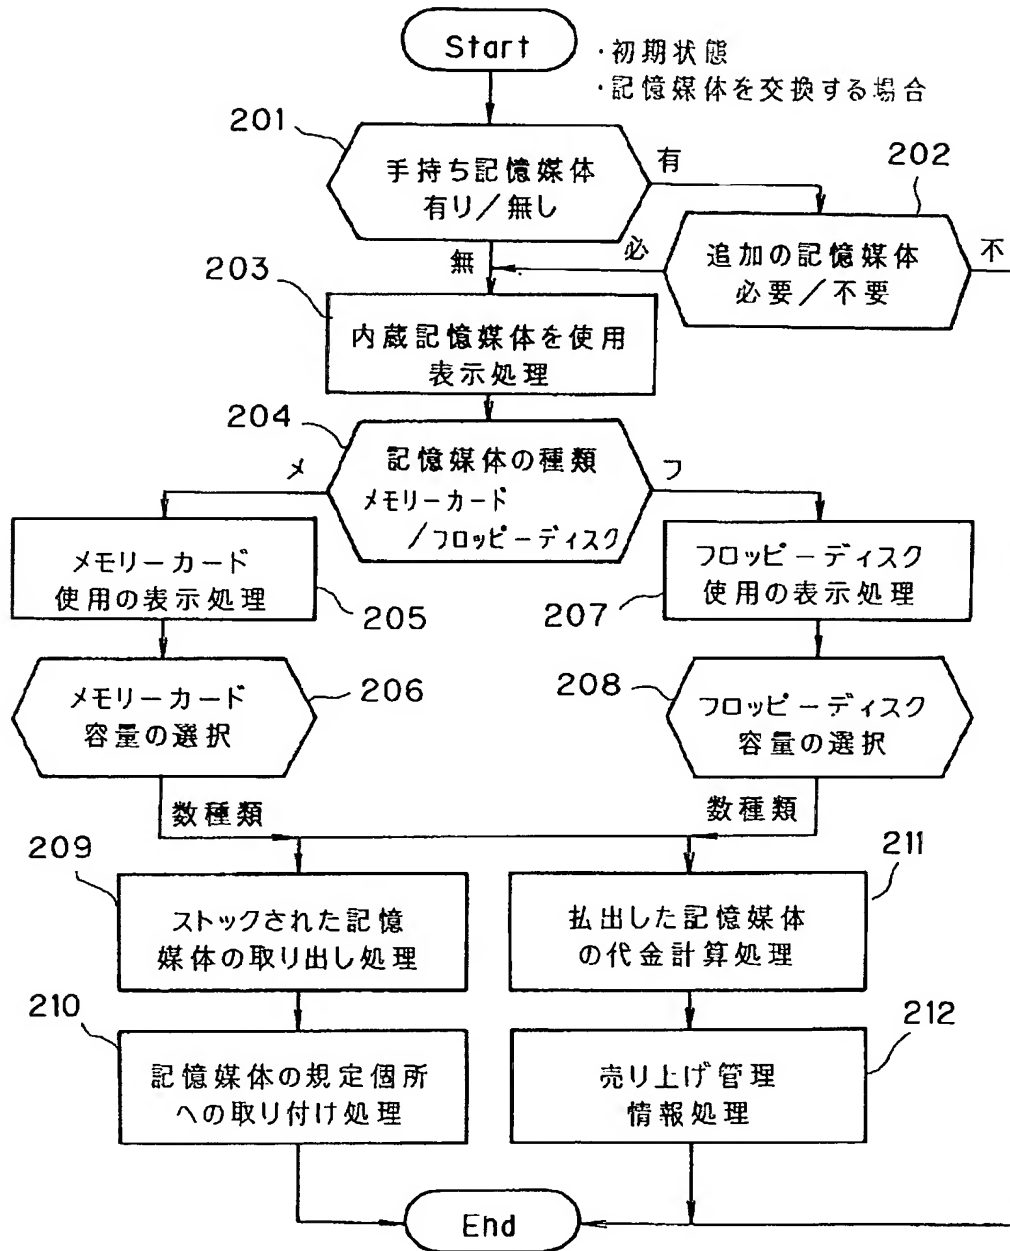 Start
・初期状態
・記憶媒体を交換する場合
201
手持ち記憶媒体
有り/無し
有
202
追加の記憶媒体
必要/不要
必
不
無
203
内蔵記憶媒体を使用
表示処理
204
記憶媒体の種類
メモリーカード
/フロッピーディスク
メ
フ
メモリーカード
使用の表示処理
205
フロッピーディスク
使用の表示処理
207
メモリーカード
容量の選択
206
フロッピーディスク
容量の選択
208
数種類
数種類
209
ストックされた記憶
媒体の取り出し処理
211
払出した記憶媒体
の代金計算処理
210
記憶媒体の規定個所
への取り付け処理
212
売り上げ管理
情報処理
End